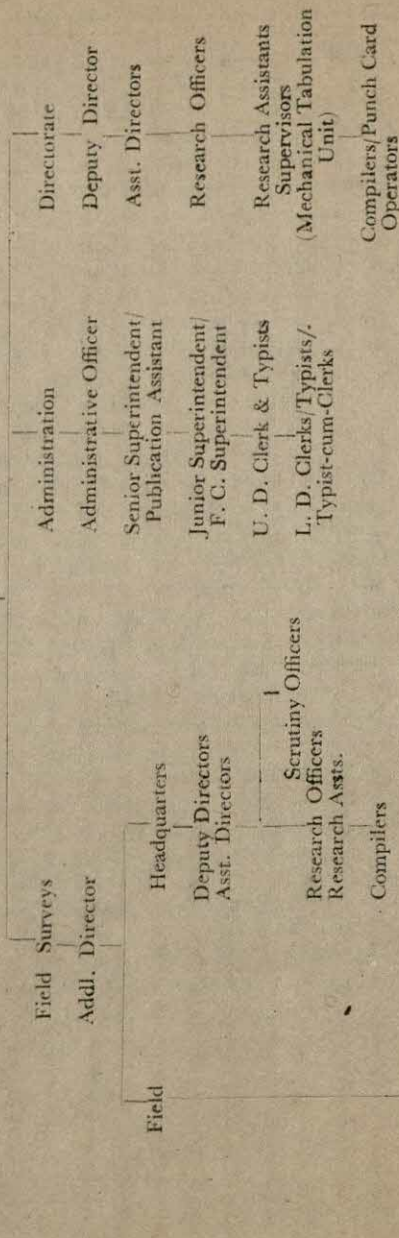 Field Surveys
Addl. Director
Field
Headquarters
Deputy Directors
Asst. Directors
Scrutiny Officers
Research Officers
Research Assts.
Compilers
Administration
Administrative Officer
Senior Superintendent/
Publication Assistant
Junior Superintendent/
F. C. Superintendent
U. D. Clerk & Typists
L. D. Clerks/Typists/.
Typist-cum-Clerks
Directorate
Deputy Director
Asst. Directors
Research Officers
Research Assistants
Supervisors
(Mechanical Tabulation
Unit)
Compilers/Punch Card
Operators